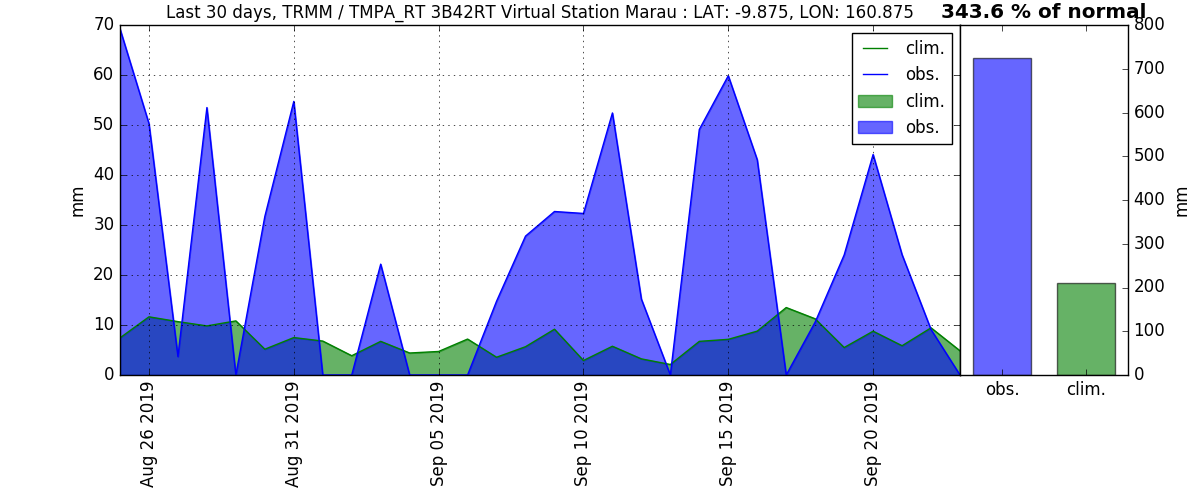 Last 30 days, TRMM / TMPA_RT 3B42RT Virtual Station Marau : LAT: -9.875, LON: 160.875
343.6 % of normal
70
60
50
40
30
20
10
0
mm
clim.
obs.
clim.
obs.
Aug 26 2019
Aug 31 2019
Sep 05 2019
Sep 10 2019
Sep 15 2019
Sep 20 2019
800
700
600
500
400
300
200
100
0
mm
obs.
clim.